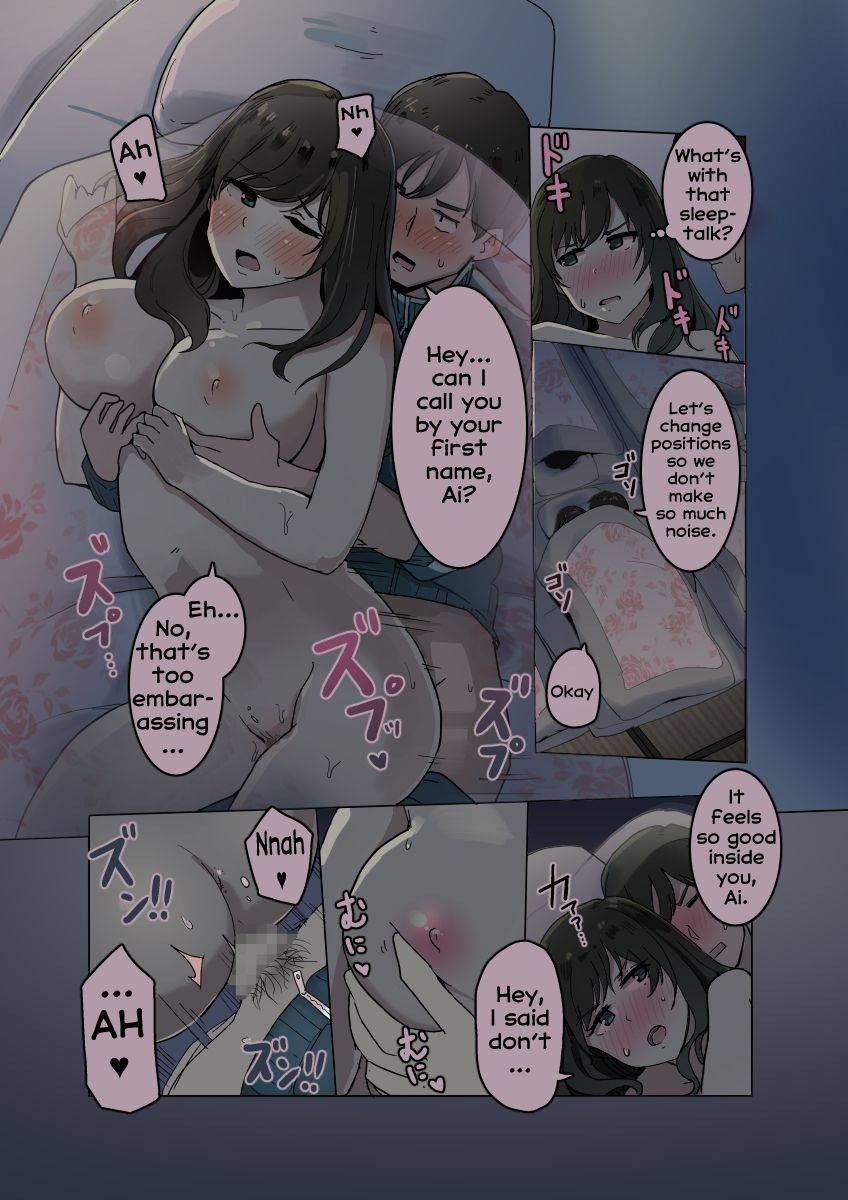 What's
with
that
sleep-
talk?
ドキ
ドキ
ドキ
Let's
change
positions
so we
don't
make
so much
noise.
ゴソ
ゴソ
Okay
Nh
♥
Ah
♥
Hey...
can I
call you
by your
first
name,
Ai?
Eh...
No,
that's
too
embar-
assing
...
ズプ…
ズプッ♥
ズプ
It
feels
so good
inside
you,
Ai.
カァァ…
Hey,
I said
don't
...
むに♥
むに♥
Nnah
♥
ズン!!
ズン!!
...
AH
♥